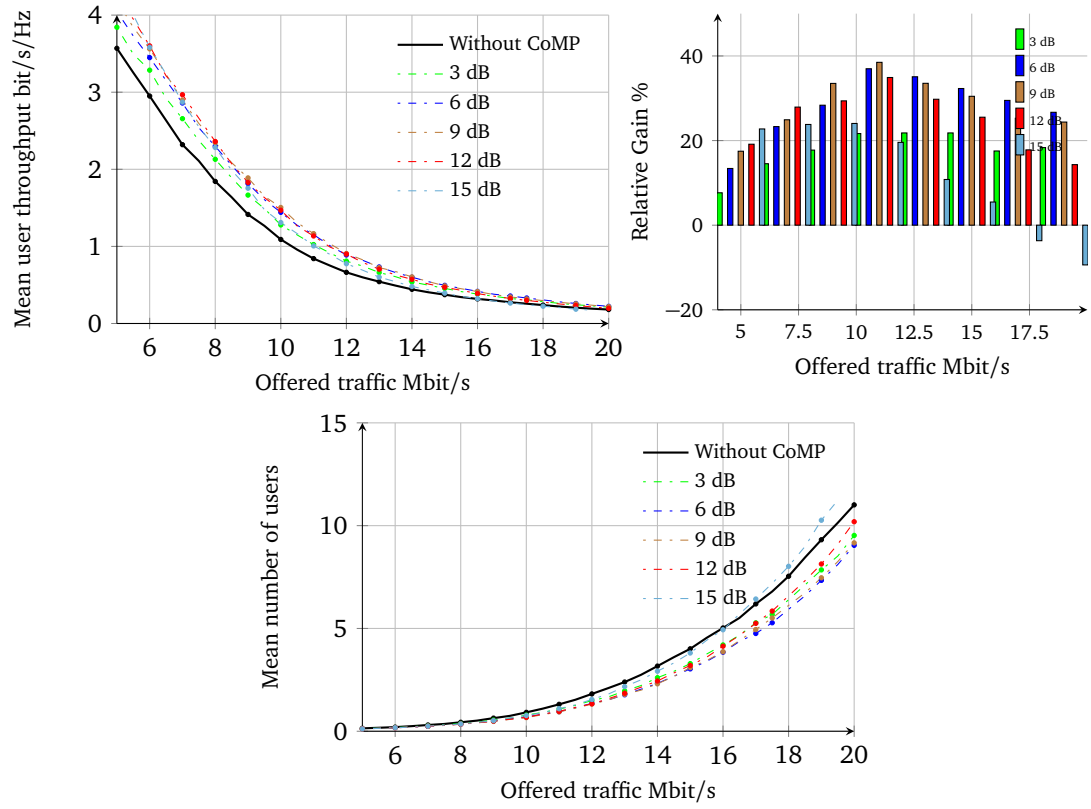 4
3
2
1
0
6
8
10
12
14
16
18
20
Mean user throughput bit/s/Hz
Offered traffic Mbit/s
Without CoMP
3 dB
6 dB
9 dB
12 dB
15 dB
40
20
0
−20
5
7.5
10
12.5
15
17.5
Relative Gain %
Offered traffic Mbit/s
3 dB
6 dB
9 dB
12 dB
15 dB
15
10
5
0
6
8
10
12
14
16
18
20
Mean number of users
Offered traffic Mbit/s
Without CoMP
3 dB
6 dB
9 dB
12 dB
15 dB